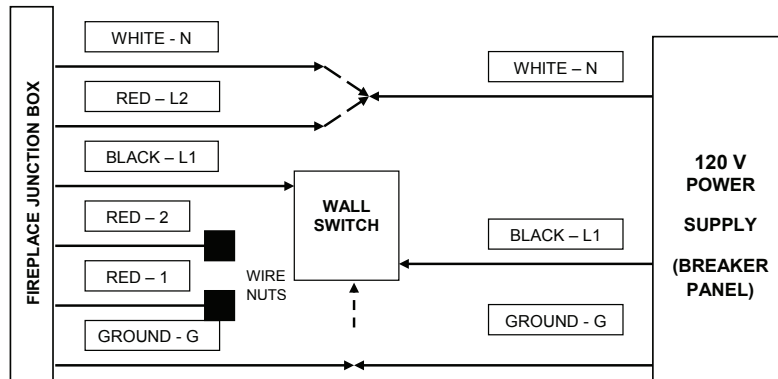 FIREPLACE JUNCTION BOX
WHITE - N
RED – L2
BLACK – L1
RED – 2
RED – 1
GROUND - G
WIRE
NUTS
WALL
SWITCH
WHITE – N
BLACK – L1
GROUND - G
120 V
POWER
SUPPLY
(BREAKER
PANEL)